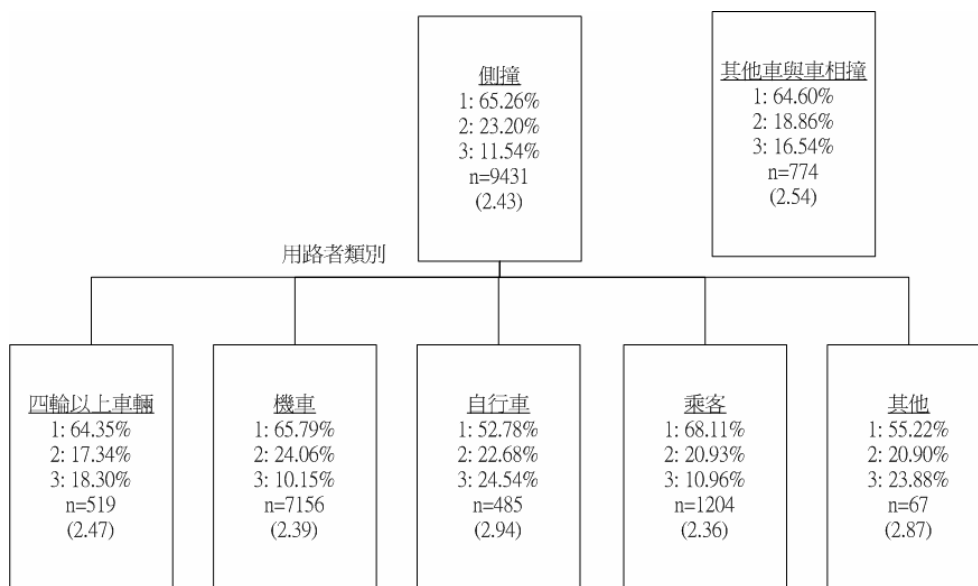 側撞
1: 65.26%
2: 23.20%
3: 11.54%
n=9431
(2.43)
其他車與車相撞
1: 64.60%
2: 18.86%
3: 16.54%
n=774
(2.54)
用路者類別
四輪以上車輛
1: 64.35%
2: 17.34%
3: 18.30%
n=519
(2.47)
機車
1: 65.79%
2: 24.06%
3: 10.15%
n=7156
(2.39)
自行車
1: 52.78%
2: 22.68%
3: 24.54%
n=485
(2.94)
乘客
1: 68.11%
2: 20.93%
3: 10.96%
n=1204
(2.36)
其他
1: 55.22%
2: 20.90%
3: 23.88%
n=67
(2.87)